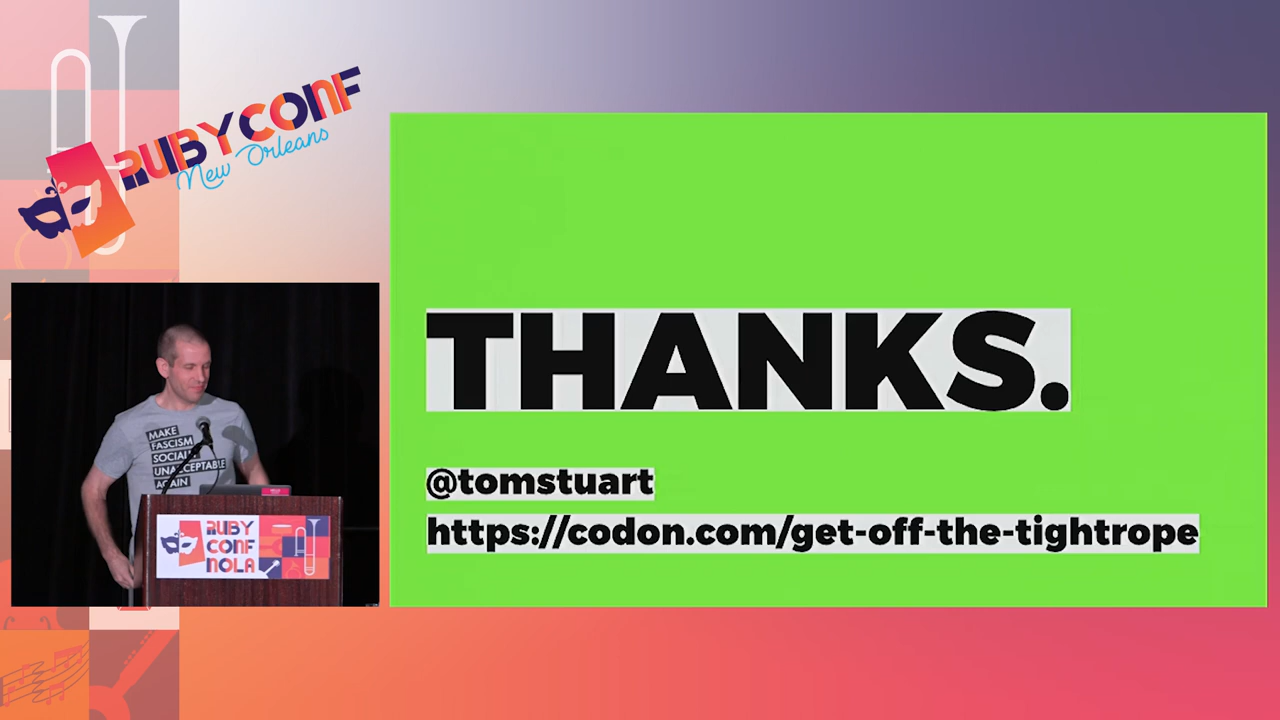 RUBYCONF
New Orleans
THANKS.
@tomstuart
https://codon.com/get-off-the-tightrope
MAKE
FASCISM
SOCIALLY
UNACCEPTABLE
AGAIN
RUBY
CONF
NOLA